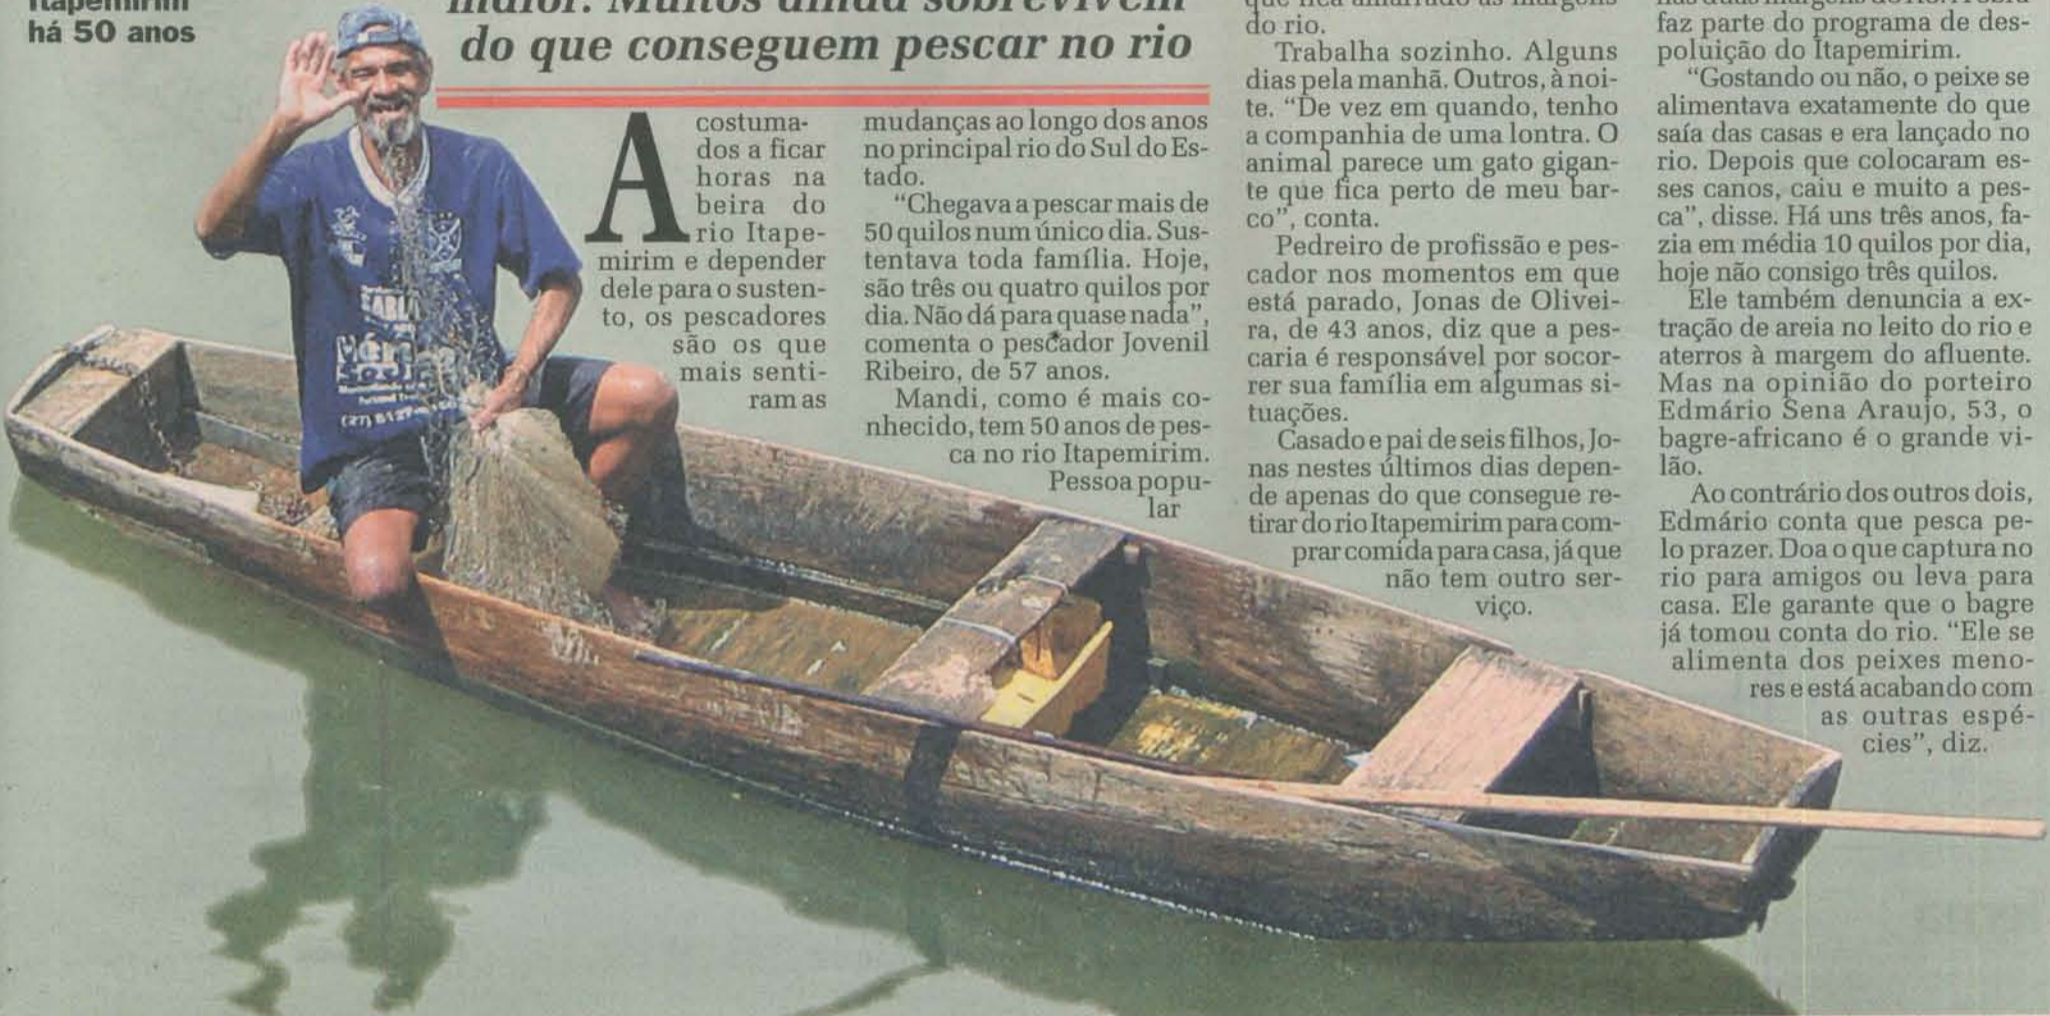 Itapemirim
há 50 anos
maior. Muitos ainda sobrevivem
do que conseguem pescar no rio
A
costuma-
dos a ficar
horas na
beira do
rio Itape-
mirim e depender
dele para o susten-
to, os pescadores
são os que
mais senti-
ram as
mudanças ao longo dos anos
no principal rio do Sul do Es-
tado.
“Chegava a pescar mais de
50 quilos num único dia. Sus-
tentava toda família. Hoje,
são três ou quatro quilos por
dia. Não dá para quase nada”,
comenta o pescador Jovenil
Ribeiro, de 57 anos.
Mandi, como é mais co-
nhecido, tem 50 anos de pes-
ca no rio Itapemirim.
Pessoa popu-
lar
que fica amarrado às margens
do rio.
Trabalha sozinho. Alguns
dias pela manhã. Outros, à noi-
te. “De vez em quando, tenho
a companhia de uma lontra. O
animal parece um gato gigan-
te que fica perto de meu bar-
co”, conta.
Pedreiro de profissão e pes-
cador nos momentos em que
está parado, Jonas de Olivei-
ra, de 43 anos, diz que a pes-
caria é responsável por socor-
rer sua família em algumas si-
tuações.
Casado e pai de seis filhos, Jo-
nas nestes últimos dias depen-
de apenas do que consegue re-
tirar do rio Itapemirim para com-
prar comida para casa, já que
não tem outro ser-
viço.
faz parte do programa de des-
poluição do Itapemirim.
“Gostando ou não, o peixe se
alimentava exatamente do que
saía das casas e era lançado no
rio. Depois que colocaram es-
ses canos, caiu e muito a pes-
ca”, disse. Há uns três anos, fa-
zia em média 10 quilos por dia,
hoje não consigo três quilos.
Ele também denuncia a ex-
tração de areia no leito do rio e
aterros à margem do afluente.
Mas na opinião do porteiro
Edmário Sena Araujo, 53, o
bagre-africano é o grande vi-
lão.
Ao contrário dos outros dois,
Edmário conta que pesca pe-
lo prazer. Doa o que captura no
rio para amigos ou leva para
casa. Ele garante que o bagre
já tomou conta do rio. “Ele se
alimenta dos peixes meno-
res e está acabando com
as outras espé-
cies”, diz.